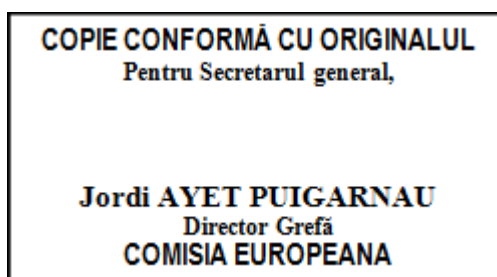 COPIE CONFORMĂ CU ORIGINALUL
Pentru Secretarul general,
Jordi AYET PUIGARNAU
Director Grefă
COMISIA EUROPEANA